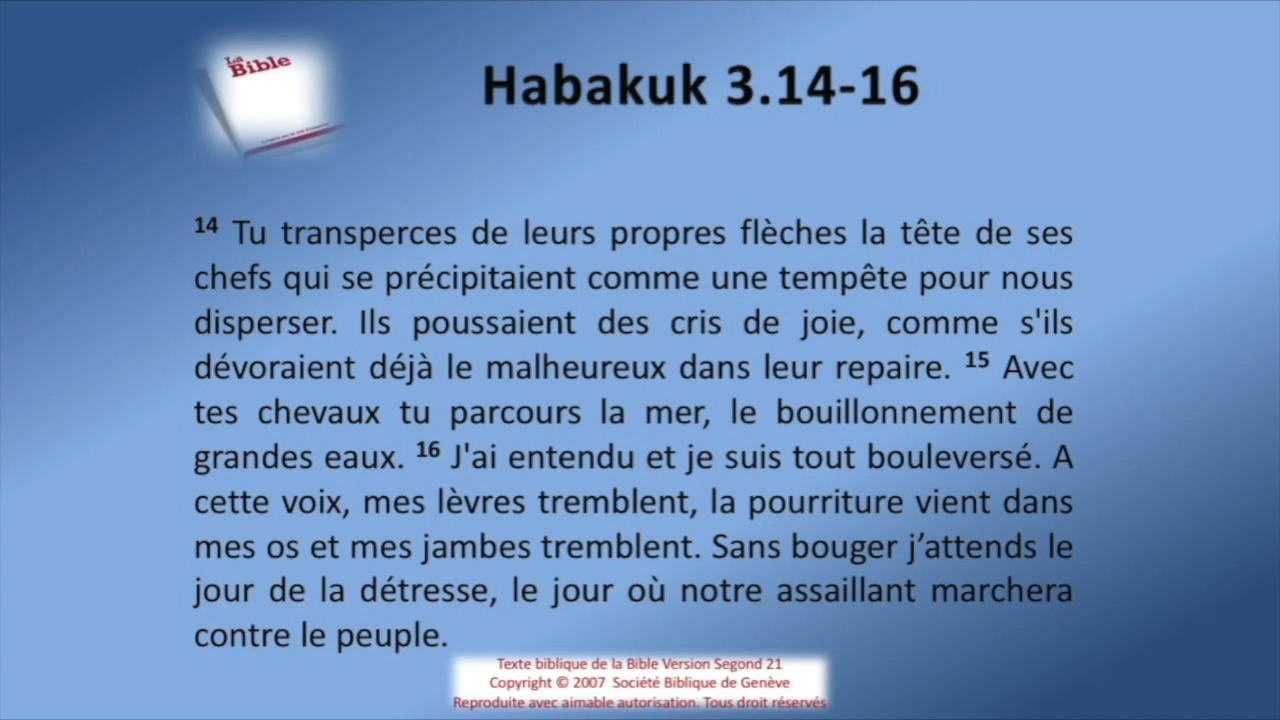 La
Bible
Habakuk 3.14-16
14 Tu transperces de leurs propres flèches la tête de ses
chefs qui se précipitaient comme une tempête pour nous
disperser. Ils poussaient des cris de joie, comme s'ils
dévoraient déjà le malheureux dans leur repaire. 15 Avec
tes chevaux tu parcours la mer, le bouillonnement de
grandes eaux. 16 J'ai entendu et je suis tout bouleversé. A
cette voix, mes lèvres tremblent, la pourriture vient dans
mes os et mes jambes tremblent. Sans bouger j’attends le
jour de la détresse, le jour où notre assaillant marchera
contre le peuple.
Texte biblique de la Bible Version Segond 21
Copyright © 2007 Société Biblique de Genève
Reproduite avec aimable autorisation. Tous droit réservés